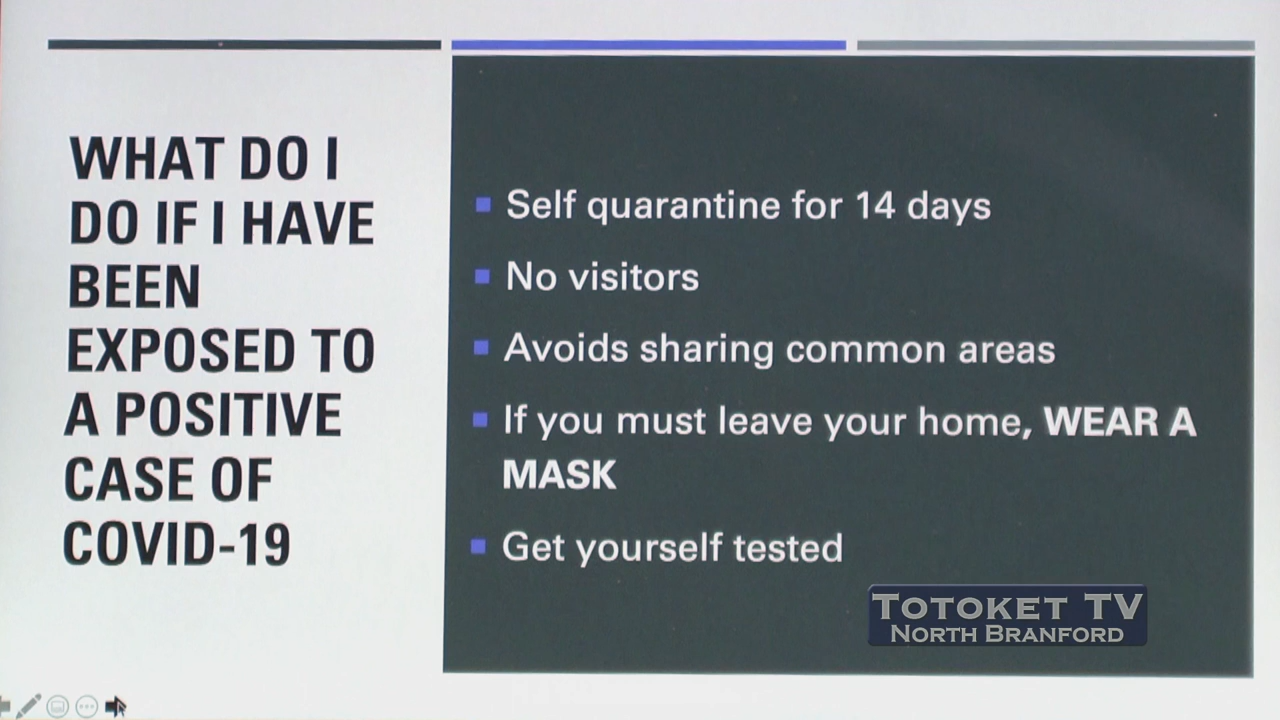 WHAT DO I
DO IF I HAVE
BEEN
EXPOSED TO
A POSITIVE
CASE OF
COVID-19
Self quarantine for 14 days
No visitors
Avoids sharing common areas
If you must leave your home, WEAR A
MASK
Get yourself tested
TOTOKET TV
NORTH BRANFORD